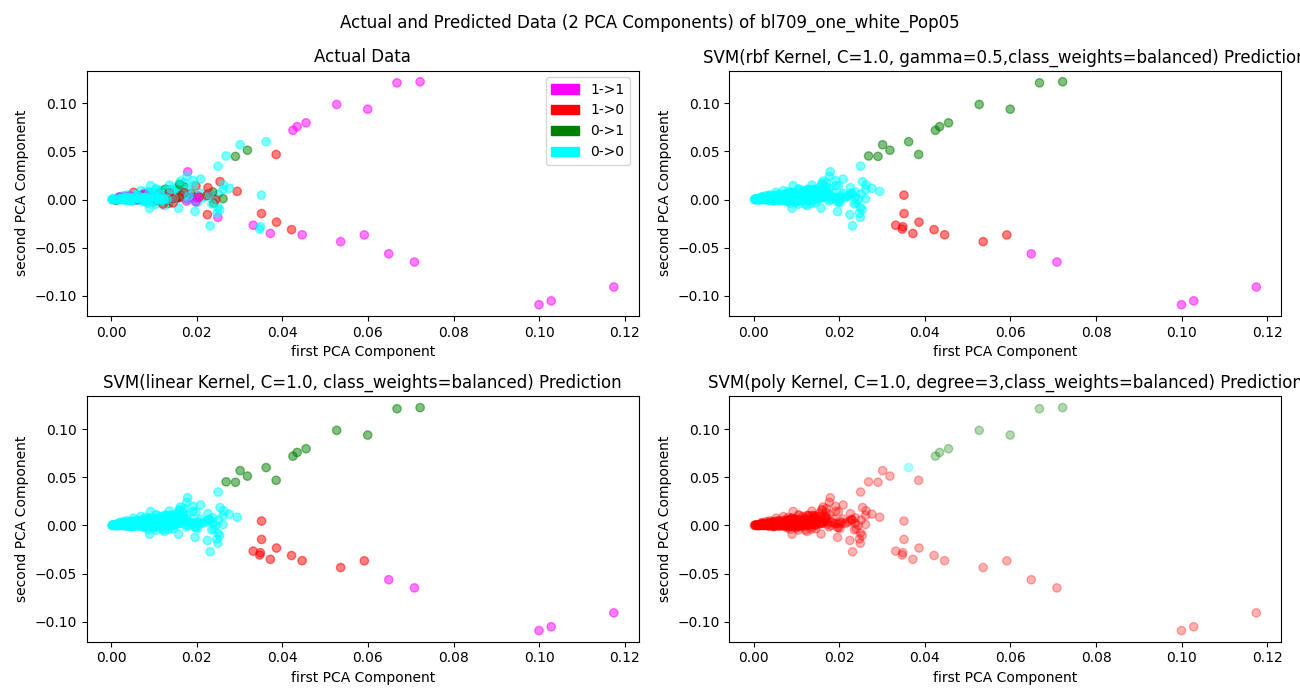 Actual and Predicted Data (2 PCA Components) of bl709_one_white_Pop05
Actual Data
second PCA Component
0.10
0.05
0.00
−0.05
−0.10
1->1
1->0
0->1
0->0
0.00 0.02 0.04 0.06 0.08 0.10 0.12
first PCA Component
SVM(rbf Kernel, C=1.0, gamma=0.5,class_weights=balanced) Prediction
second PCA Component
0.10
0.05
0.00
−0.05
−0.10
0.00 0.02 0.04 0.06 0.08 0.10 0.12
first PCA Component
SVM(linear Kernel, C=1.0, class_weights=balanced) Prediction
second PCA Component
0.10
0.05
0.00
−0.05
−0.10
0.00 0.02 0.04 0.06 0.08 0.10 0.12
first PCA Component
SVM(poly Kernel, C=1.0, degree=3,class_weights=balanced) Prediction
second PCA Component
0.10
0.05
0.00
−0.05
−0.10
0.00 0.02 0.04 0.06 0.08 0.10 0.12
first PCA Component